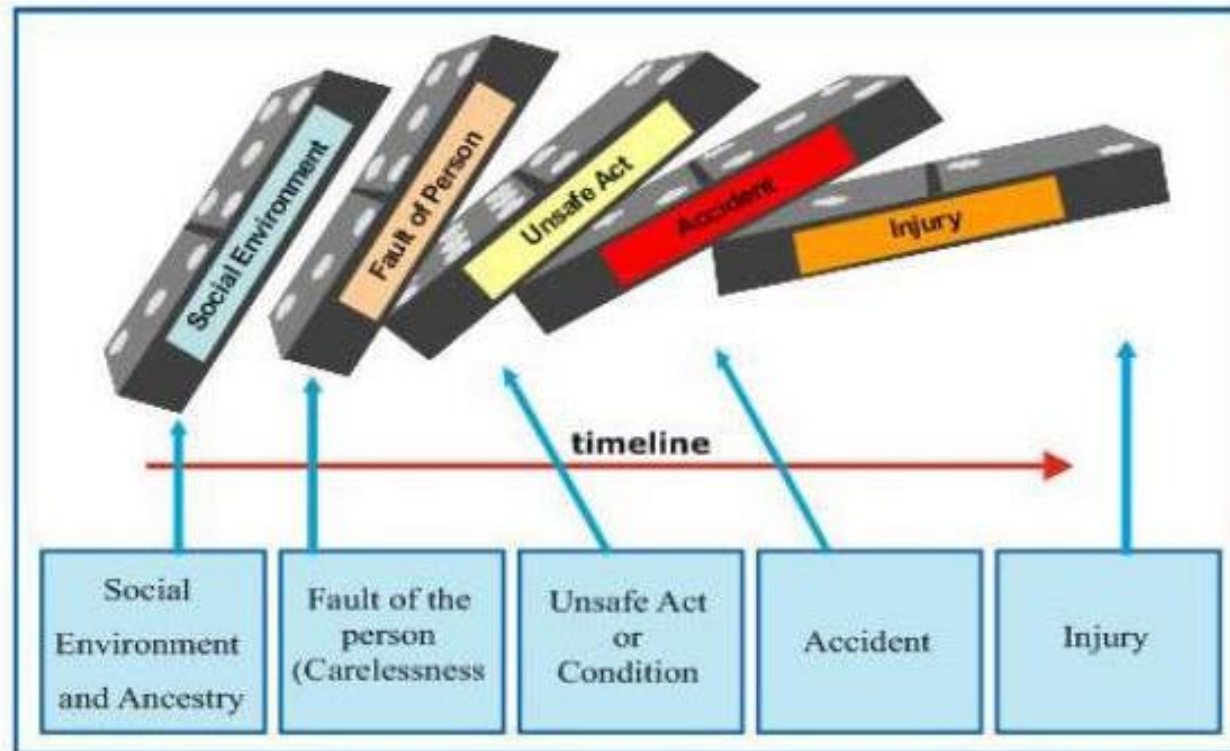 Social Environment
Fault of Person
Unsafe Act
Accident
Injury
timeline
Social
Environment
and Ancestry
Fault of the
person
(Carelessness
Unsafe Act
or
Condition
Accident
Injury